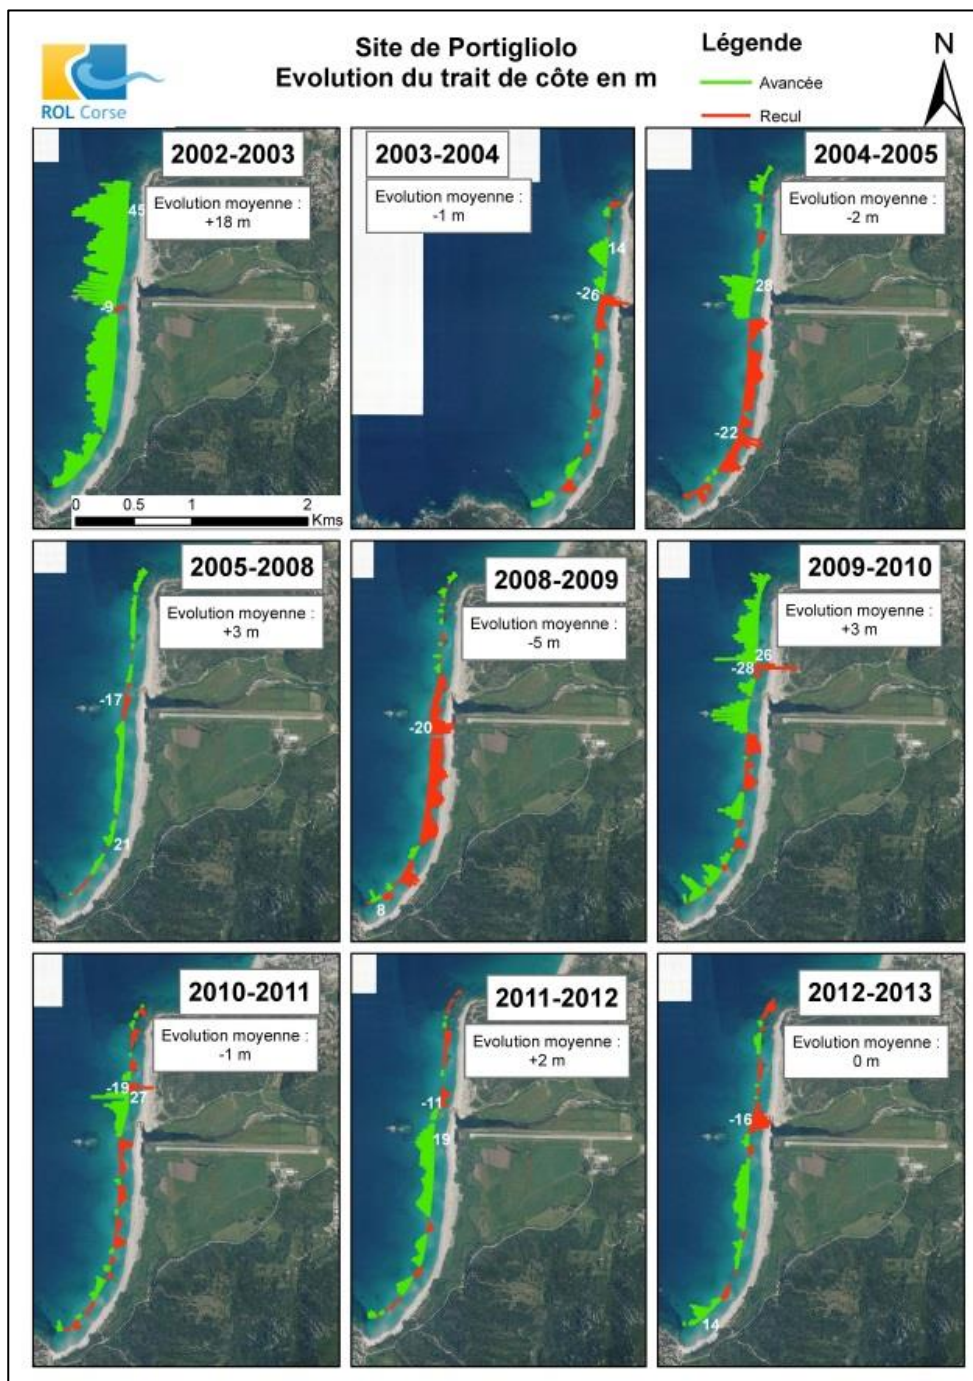 Site de Portigliolo
Evolution du trait de côte en m
Légende
Avancée
Recul
N
ROL Corse
2002-2003
Evolution moyenne :
+18 m
45
-9
0 0.5 1 2
Kms
2003-2004
Evolution moyenne :
-1 m
14
-26
2004-2005
Evolution moyenne :
-2 m
28
-22
2005-2008
Evolution moyenne :
+3 m
-17
21
2008-2009
Evolution moyenne :
-5 m
-20
8
2009-2010
Evolution moyenne :
+3 m
26
-28
2010-2011
Evolution moyenne :
-1 m
-19
27
2011-2012
Evolution moyenne :
+2 m
-11
19
2012-2013
Evolution moyenne :
0 m
-16
14